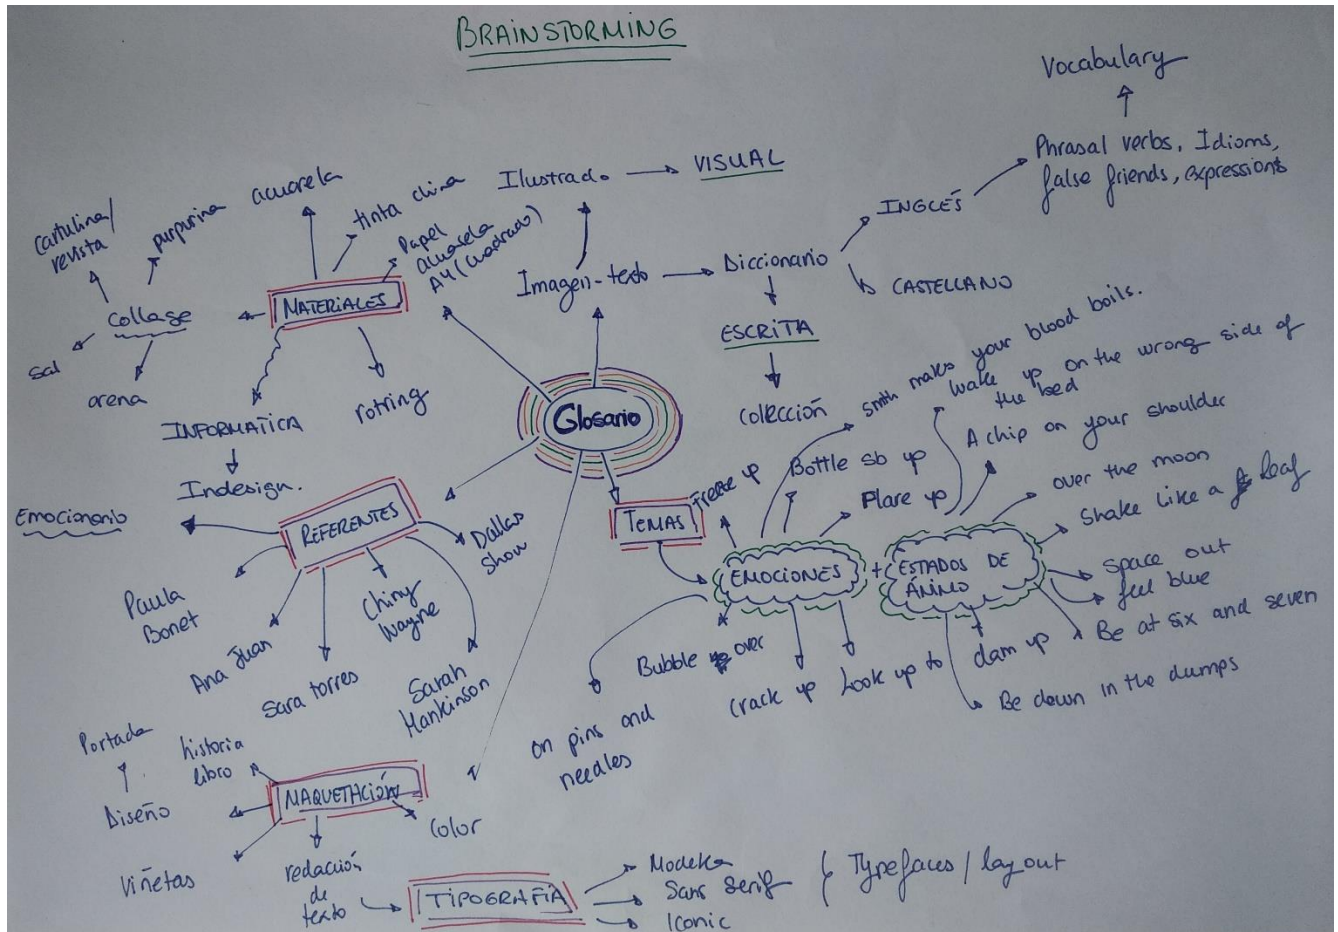 BRAINSTORMING
Vocabulary
Phrasal verbs, Idioms,
false friends, expressions
INGLÉS
CASTELLANO
Ilustrado
VISUAL
Imagen-texto
Diccionario
ESCRITA
colección
cartulina/
revista
purpurina
acuarela
tinta china
Papel
acuarela
A4 (cuadrado)
MATERIALES
collage
sal
arena
rotring
INFORMATICA
Indesign.
Glosario
REFERENTES
Emocionario
Paula
Bonet
Ana Juan
Sara torres
Chiny
Wayne
Sarah
Mankinson
Dallas
show
TEMAS
EMOCIONES
+
ESTADOS DE
ÁNIMO
Freeze up
smth makes your blood boils.
Bottle sb up
Flare up
wake up on the wrong side of
the bed
A chip on your shoulder
over the moon
Shake like a leaf
space out
feel blue
Be at six and seven
dam up
Be down in the dumps
Look up to
Crack up
Bubble over
on pins and
needles
MAQUETACIÓN
historia
libro
Portada
Diseño
Viñetas
redación
de
texto
Color
TIPOGRAFÍA
Modeka
Sans Serif
Iconic
Typefaces / layout